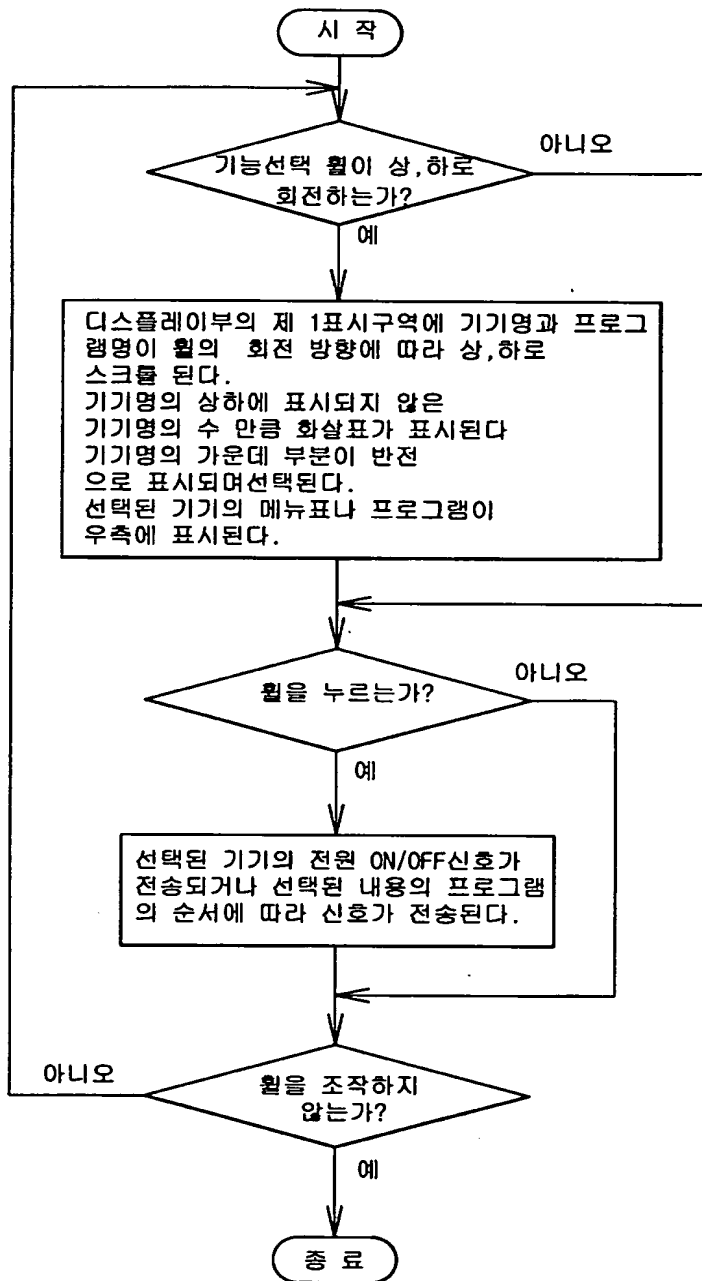 시 작
아니오
기능선택 휠이 상,하로
회전하는가?
예
디스플레이부의 제 1표시구역에 기기명과 프로그
램명이 휠의 회전 방향에 따라 상,하로
스크롤 된다.
기기명의 상하에 표시되지 않은
기기명의 수 만큼 화살표가 표시된다
기기명의 가운데 부분이 반전
으로 표시되며선택된다.
선택된 기기의 메뉴표나 프로그램이
우측에 표시된다.
아니오
휠을 누르는가?
예
선택된 기기의 전원 ON/OFF신호가
전송되거나 선택된 내용의 프로그램
의 순서에 따라 신호가 전송된다.
아니오
휠을 조작하지
않는가?
예
종 료